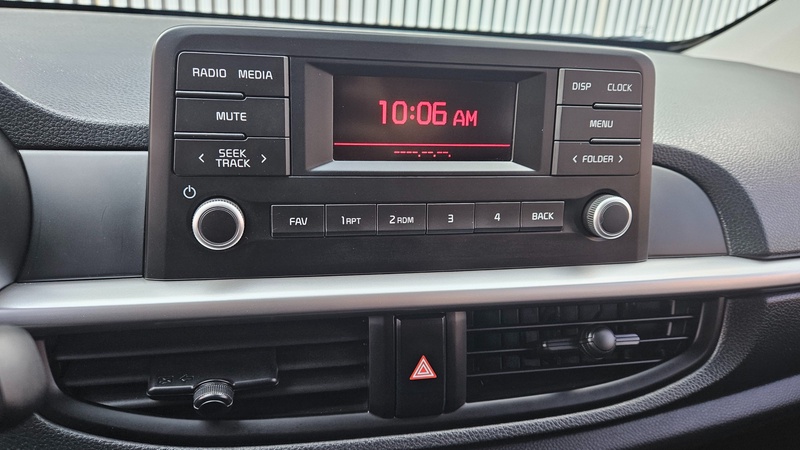 RADIO MEDIA
MUTE
< SEEK TRACK >
10:06 AM
----.--.--.
DISP CLOCK
MENU
< FOLDER >
FAV
1 RPT
2 RDM
3
4
BACK